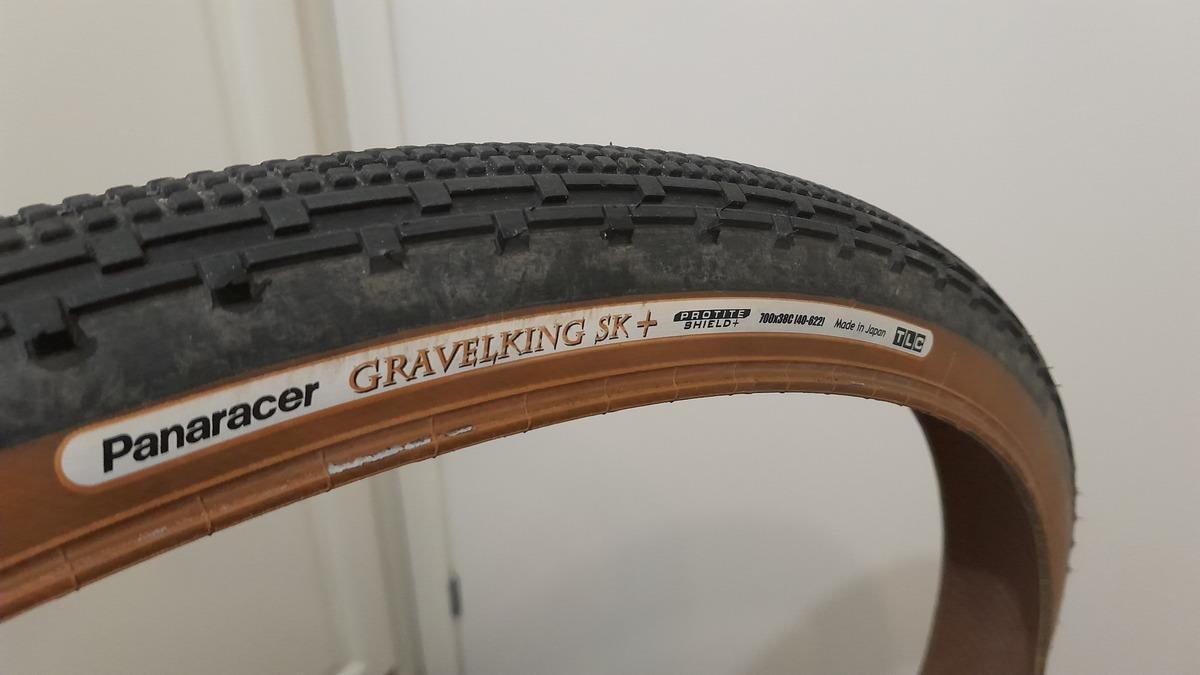 Panaracer GRAVELKING SK+ PROTITE SHIELD+ 700x38C [40-622] Made in Japan TLC